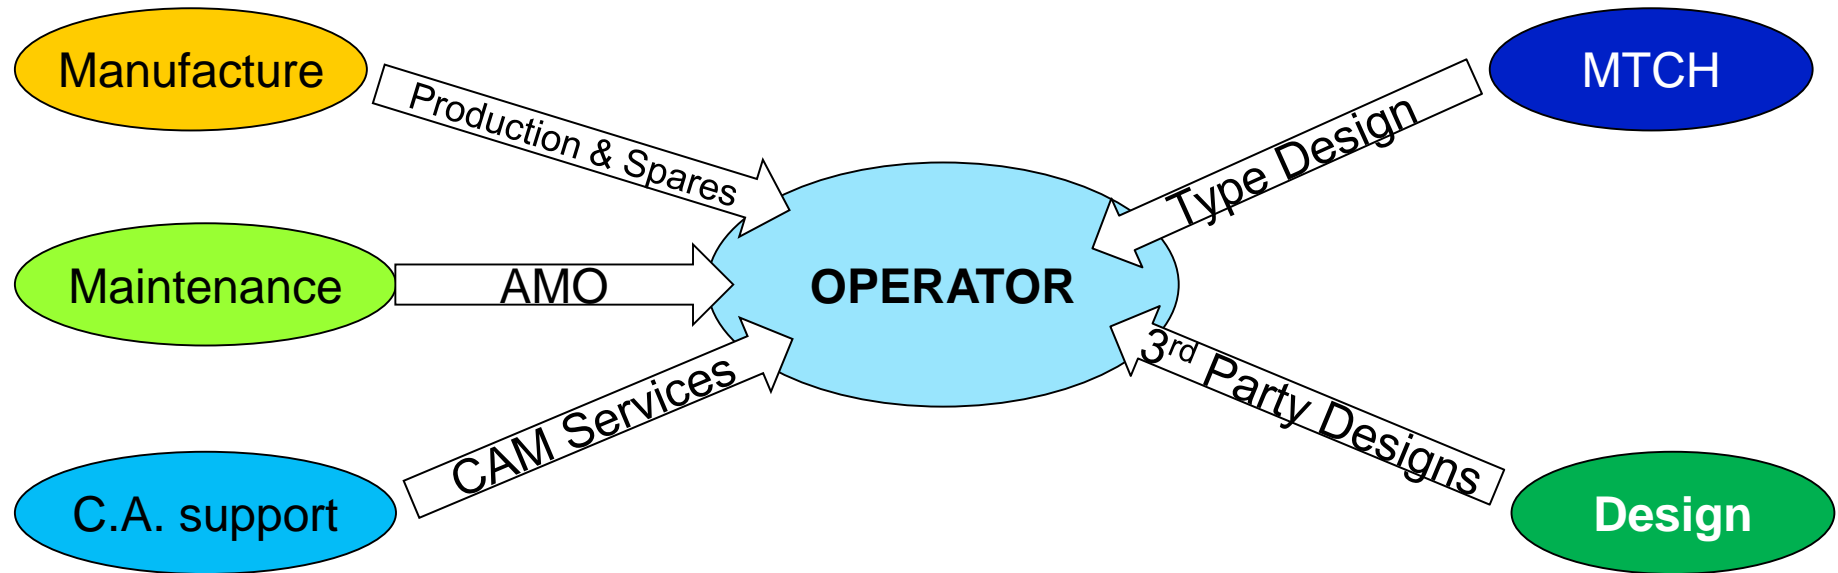 Manufacture
MTCH
Production & Spares
Type Design
Maintenance
AMO
OPERATOR
CAM Services
3rd Party Designs
C.A. support
Design